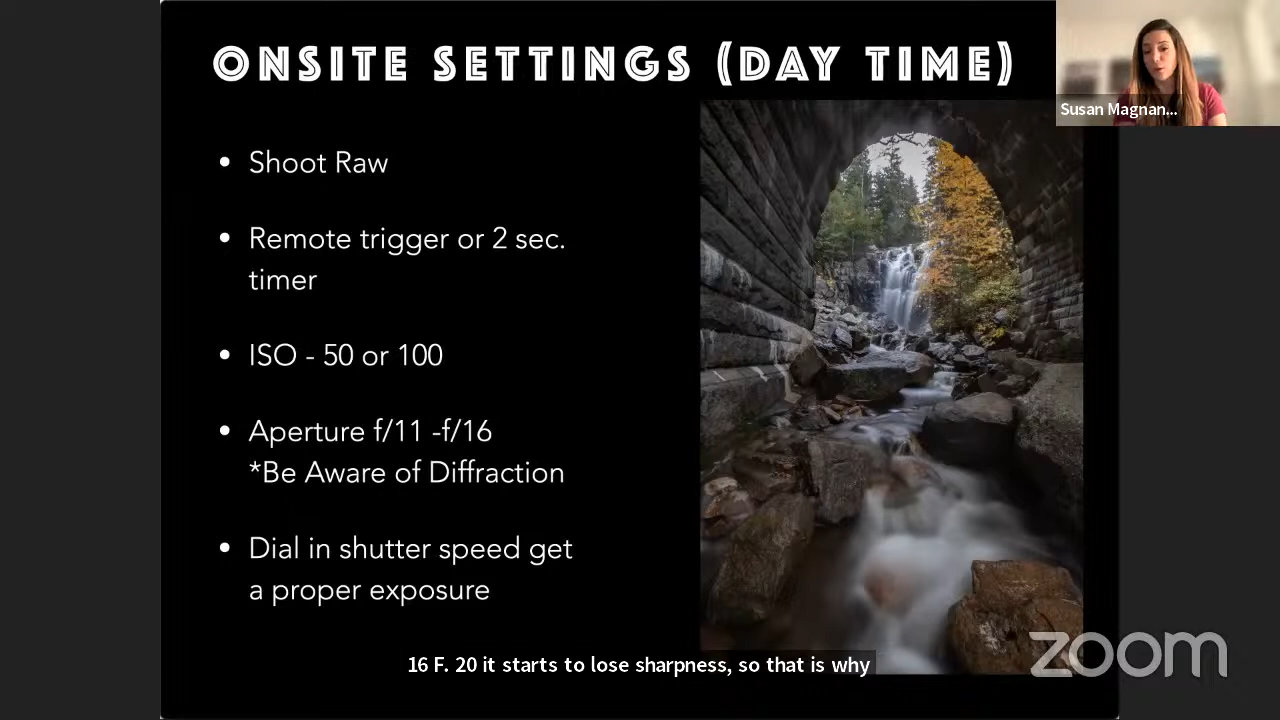 ONSITE SETTINGS (DAY TIME)
Susan Magnan...
• Shoot Raw
• Remote trigger or 2 sec.
timer
• ISO - 50 or 100
• Aperture f/11 -f/16
*Be Aware of Diffraction
• Dial in shutter speed get
a proper exposure
16 F. 20 it starts to lose sharpness, so that is why
zoom